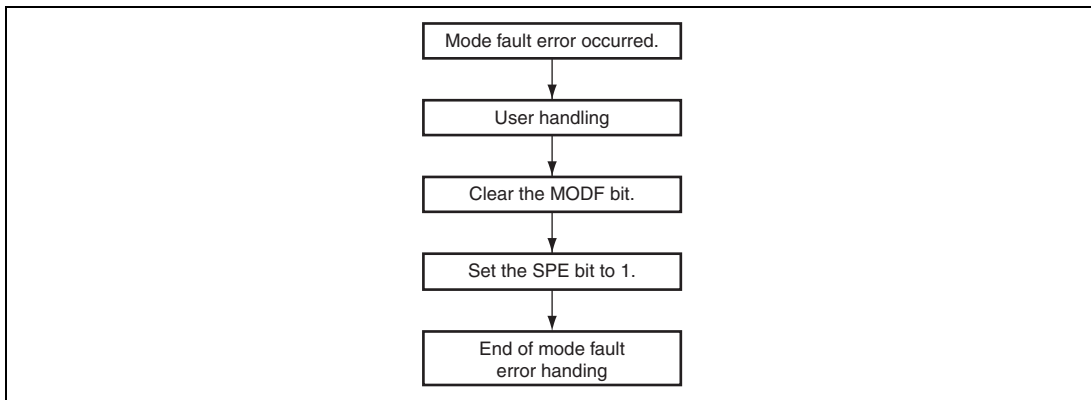 Mode fault error occurred.
User handling
Clear the MODF bit.
Set the SPE bit to 1.
End of mode fault
error handing